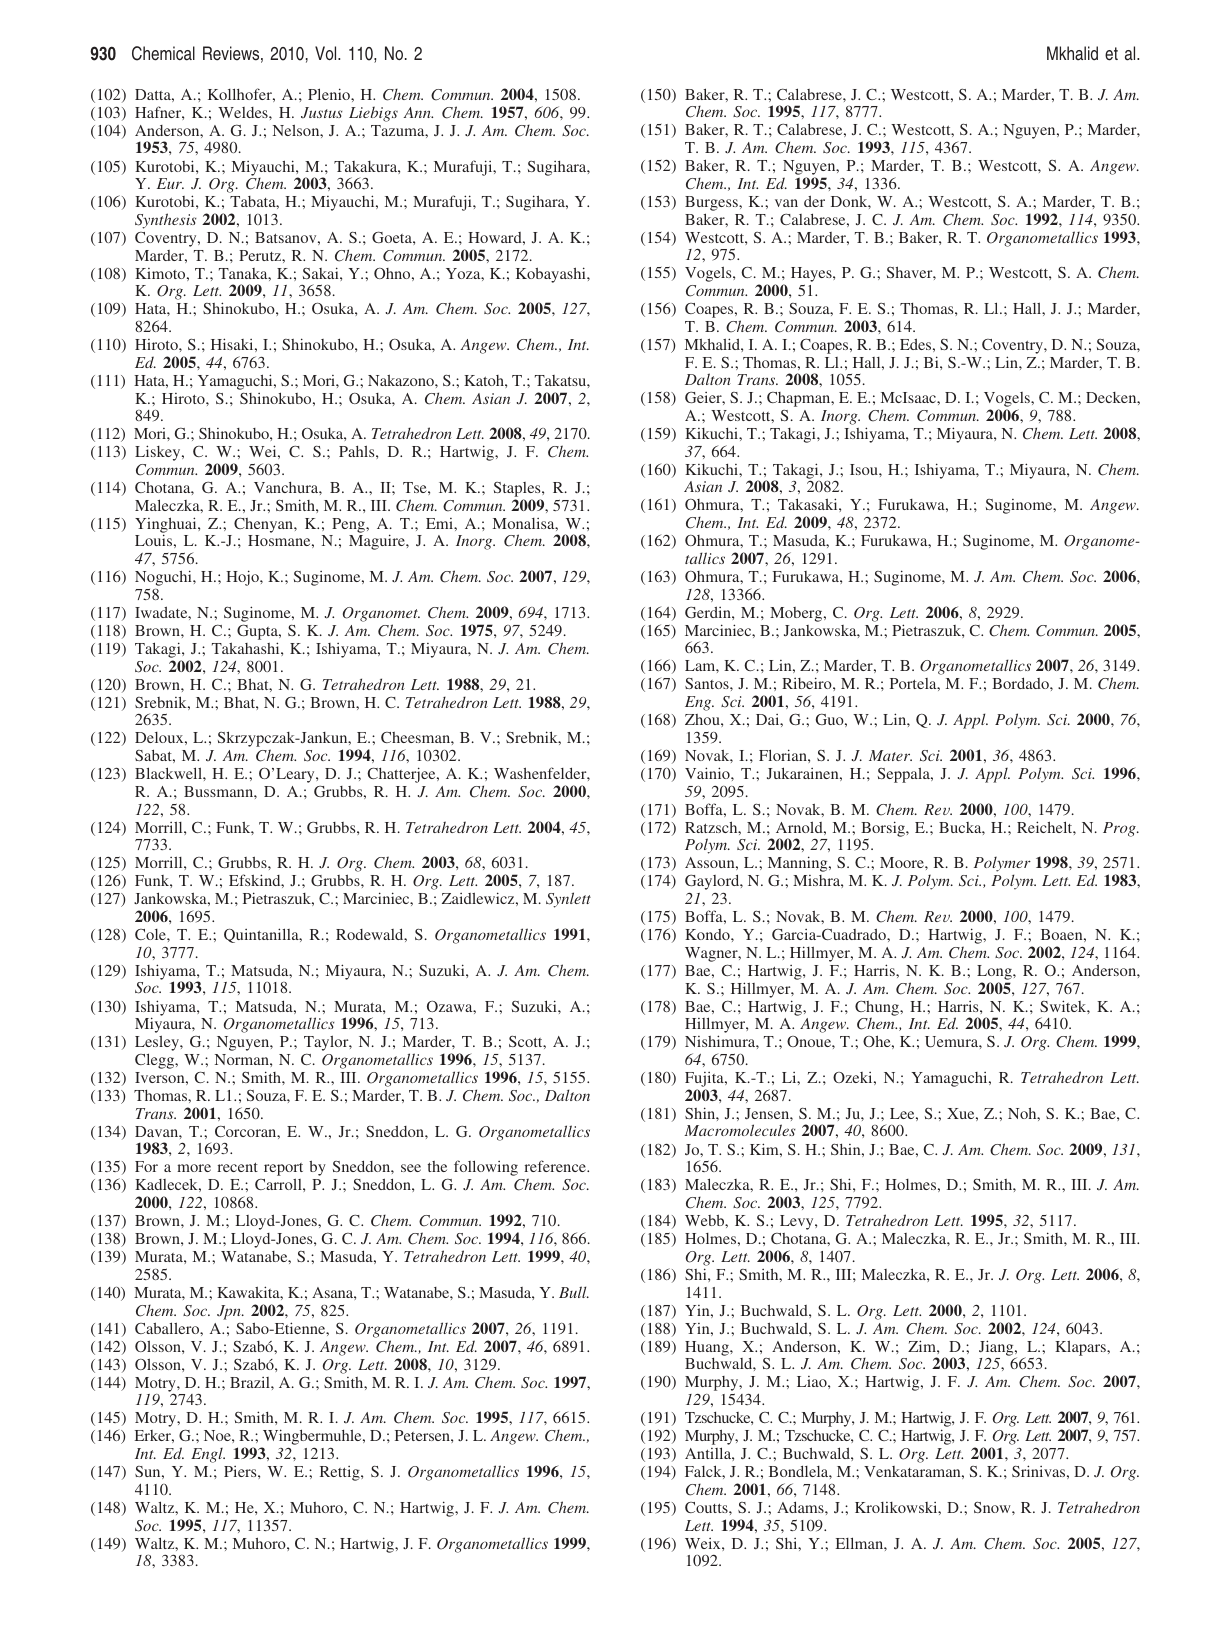 930 Chemical Reviews, 2010, Vol. 110, No. 2
Mkhalid et al.
(102) Datta, A.; Kollhofer, A.; Plenio, H. Chem. Commun. 2004, 1508.
(103) Hafner, K.; Weldes, H. Justus Liebigs Ann. Chem. 1957, 606, 99.
(104) Anderson, A. G. J.; Nelson, J. A.; Tazuma, J. J. J. Am. Chem. Soc.
1953, 75, 4980.
(105) Kurotobi, K.; Miyauchi, M.; Takakura, K.; Murafuji, T.; Sugihara,
Y. Eur. J. Org. Chem. 2003, 3663.
(106) Kurotobi, K.; Tabata, H.; Miyauchi, M.; Murafuji, T.; Sugihara, Y.
Synthesis 2002, 1013.
(107) Coventry, D. N.; Batsanov, A. S.; Goeta, A. E.; Howard, J. A. K.;
Marder, T. B.; Perutz, R. N. Chem. Commun. 2005, 2172.
(108) Kimoto, T.; Tanaka, K.; Sakai, Y.; Ohno, A.; Yoza, K.; Kobayashi,
K. Org. Lett. 2009, 11, 3658.
(109) Hata, H.; Shinokubo, H.; Osuka, A. J. Am. Chem. Soc. 2005, 127,
8264.
(110) Hiroto, S.; Hisaki, I.; Shinokubo, H.; Osuka, A. Angew. Chem., Int.
Ed. 2005, 44, 6763.
(111) Hata, H.; Yamaguchi, S.; Mori, G.; Nakazono, S.; Katoh, T.; Takatsu,
K.; Hiroto, S.; Shinokubo, H.; Osuka, A. Chem. Asian J. 2007, 2,
849.
(112) Mori, G.; Shinokubo, H.; Osuka, A. Tetrahedron Lett. 2008, 49, 2170.
(113) Liskey, C. W.; Wei, C. S.; Pahls, D. R.; Hartwig, J. F. Chem.
Commun. 2009, 5603.
(114) Chotana, G. A.; Vanchura, B. A., II; Tse, M. K.; Staples, R. J.;
Maleczka, R. E., Jr.; Smith, M. R., III. Chem. Commun. 2009, 5731.
(115) Yinghuai, Z.; Chenyan, K.; Peng, A. T.; Emi, A.; Monalisa, W.;
Louis, L. K.-J.; Hosmane, N.; Maguire, J. A. Inorg. Chem. 2008,
47, 5756.
(116) Noguchi, H.; Hojo, K.; Suginome, M. J. Am. Chem. Soc. 2007, 129,
758.
(117) Iwadate, N.; Suginome, M. J. Organomet. Chem. 2009, 694, 1713.
(118) Brown, H. C.; Gupta, S. K. J. Am. Chem. Soc. 1975, 97, 5249.
(119) Takagi, J.; Takahashi, K.; Ishiyama, T.; Miyaura, N. J. Am. Chem.
Soc. 2002, 124, 8001.
(120) Brown, H. C.; Bhat, N. G. Tetrahedron Lett. 1988, 29, 21.
(121) Srebnik, M.; Bhat, N. G.; Brown, H. C. Tetrahedron Lett. 1988, 29,
2635.
(122) Deloux, L.; Skrzypczak-Jankun, E.; Cheesman, B. V.; Srebnik, M.;
Sabat, M. J. Am. Chem. Soc. 1994, 116, 10302.
(123) Blackwell, H. E.; O'Leary, D. J.; Chatterjee, A. K.; Washenfelder,
R. A.; Bussmann, D. A.; Grubbs, R. H. J. Am. Chem. Soc. 2000,
122, 58.
(124) Morrill, C.; Funk, T. W.; Grubbs, R. H. Tetrahedron Lett. 2004, 45,
7733.
(125) Morrill, C.; Grubbs, R. H. J. Org. Chem. 2003, 68, 6031.
(126) Funk, T. W.; Efskind, J.; Grubbs, R. H. Org. Lett. 2005, 7, 187.
(127) Jankowska, M.; Pietraszuk, C.; Marciniec, B.; Zaidlewicz, M. Synlett
2006, 1695.
(128) Cole, T. E.; Quintanilla, R.; Rodewald, S. Organometallics 1991,
10, 3777.
(129) Ishiyama, T.; Matsuda, N.; Miyaura, N.; Suzuki, A. J. Am. Chem.
Soc. 1993, 115, 11018.
(130) Ishiyama, T.; Matsuda, N.; Murata, M.; Ozawa, F.; Suzuki, A.;
Miyaura, N. Organometallics 1996, 15, 713.
(131) Lesley, G.; Nguyen, P.; Taylor, N. J.; Marder, T. B.; Scott, A. J.;
Clegg, W.; Norman, N. C. Organometallics 1996, 15, 5137.
(132) Iverson, C. N.; Smith, M. R., III. Organometallics 1996, 15, 5155.
(133) Thomas, R. L1.; Souza, F. E. S.; Marder, T. B. J. Chem. Soc., Dalton
Trans. 2001, 1650.
(134) Davan, T.; Corcoran, E. W., Jr.; Sneddon, L. G. Organometallics
1983, 2, 1693.
(135) For a more recent report by Sneddon, see the following reference.
(136) Kadlecek, D. E.; Carroll, P. J.; Sneddon, L. G. J. Am. Chem. Soc.
2000, 122, 10868.
(137) Brown, J. M.; Lloyd-Jones, G. C. Chem. Commun. 1992, 710.
(138) Brown, J. M.; Lloyd-Jones, G. C. J. Am. Chem. Soc. 1994, 116, 866.
(139) Murata, M.; Watanabe, S.; Masuda, Y. Tetrahedron Lett. 1999, 40,
2585.
(140) Murata, M.; Kawakita, K.; Asana, T.; Watanabe, S.; Masuda, Y. Bull.
Chem. Soc. Jpn. 2002, 75, 825.
(141) Caballero, A.; Sabo-Etienne, S. Organometallics 2007, 26, 1191.
(142) Olsson, V. J.; Szabó, K. J. Angew. Chem., Int. Ed. 2007, 46, 6891.
(143) Olsson, V. J.; Szabó, K. J. Org. Lett. 2008, 10, 3129.
(144) Motry, D. H.; Brazil, A. G.; Smith, M. R. I. J. Am. Chem. Soc. 1997,
119, 2743.
(145) Motry, D. H.; Smith, M. R. I. J. Am. Chem. Soc. 1995, 117, 6615.
(146) Erker, G.; Noe, R.; Wingbermuhle, D.; Petersen, J. L. Angew. Chem.,
Int. Ed. Engl. 1993, 32, 1213.
(147) Sun, Y. M.; Piers, W. E.; Rettig, S. J. Organometallics 1996, 15,
4110.
(148) Waltz, K. M.; He, X.; Muhoro, C. N.; Hartwig, J. F. J. Am. Chem.
Soc. 1995, 117, 11357.
(149) Waltz, K. M.; Muhoro, C. N.; Hartwig, J. F. Organometallics 1999,
18, 3383.
(150) Baker, R. T.; Calabrese, J. C.; Westcott, S. A.; Marder, T. B. J. Am.
Chem. Soc. 1995, 117, 8777.
(151) Baker, R. T.; Calabrese, J. C.; Westcott, S. A.; Nguyen, P.; Marder,
T. B. J. Am. Chem. Soc. 1993, 115, 4367.
(152) Baker, R. T.; Nguyen, P.; Marder, T. B.; Westcott, S. A. Angew.
Chem., Int. Ed. 1995, 34, 1336.
(153) Burgess, K.; van der Donk, W. A.; Westcott, S. A.; Marder, T. B.;
Baker, R. T.; Calabrese, J. C. J. Am. Chem. Soc. 1992, 114, 9350.
(154) Westcott, S. A.; Marder, T. B.; Baker, R. T. Organometallics 1993,
12, 975.
(155) Vogels, C. M.; Hayes, P. G.; Shaver, M. P.; Westcott, S. A. Chem.
Commun. 2000, 51.
(156) Coapes, R. B.; Souza, F. E. S.; Thomas, R. Ll.; Hall, J. J.; Marder,
T. B. Chem. Commun. 2003, 614.
(157) Mkhalid, I. A. I.; Coapes, R. B.; Edes, S. N.; Coventry, D. N.; Souza,
F. E. S.; Thomas, R. Ll.; Hall, J. J.; Bi, S.-W.; Lin, Z.; Marder, T. B.
Dalton Trans. 2008, 1055.
(158) Geier, S. J.; Chapman, E. E.; McIsaac, D. I.; Vogels, C. M.; Decken,
A.; Westcott, S. A. Inorg. Chem. Commun. 2006, 9, 788.
(159) Kikuchi, T.; Takagi, J.; Ishiyama, T.; Miyaura, N. Chem. Lett. 2008,
37, 664.
(160) Kikuchi, T.; Takagi, J.; Isou, H.; Ishiyama, T.; Miyaura, N. Chem.
Asian J. 2008, 3, 2082.
(161) Ohmura, T.; Takasaki, Y.; Furukawa, H.; Suginome, M. Angew.
Chem., Int. Ed. 2009, 48, 2372.
(162) Ohmura, T.; Masuda, K.; Furukawa, H.; Suginome, M. Organome-
tallics 2007, 26, 1291.
(163) Ohmura, T.; Furukawa, H.; Suginome, M. J. Am. Chem. Soc. 2006,
128, 13366.
(164) Gerdin, M.; Moberg, C. Org. Lett. 2006, 8, 2929.
(165) Marciniec, B.; Jankowska, M.; Pietraszuk, C. Chem. Commun. 2005,
663.
(166) Lam, K. C.; Lin, Z.; Marder, T. B. Organometallics 2007, 26, 3149.
(167) Santos, J. M.; Ribeiro, M. R.; Portela, M. F.; Bordado, J. M. Chem.
Eng. Sci. 2001, 56, 4191.
(168) Zhou, X.; Dai, G.; Guo, W.; Lin, Q. J. Appl. Polym. Sci. 2000, 76,
1359.
(169) Novak, I.; Florian, S. J. J. Mater. Sci. 2001, 36, 4863.
(170) Vainio, T.; Jukarainen, H.; Seppala, J. J. Appl. Polym. Sci. 1996,
59, 2095.
(171) Boffa, L. S.; Novak, B. M. Chem. Rev. 2000, 100, 1479.
(172) Ratzsch, M.; Arnold, M.; Borsig, E.; Bucka, H.; Reichelt, N. Prog.
Polym. Sci. 2002, 27, 1195.
(173) Assoun, L.; Manning, S. C.; Moore, R. B. Polymer 1998, 39, 2571.
(174) Gaylord, N. G.; Mishra, M. K. J. Polym. Sci., Polym. Lett. Ed. 1983,
21, 23.
(175) Boffa, L. S.; Novak, B. M. Chem. Rev. 2000, 100, 1479.
(176) Kondo, Y.; Garcia-Cuadrado, D.; Hartwig, J. F.; Boaen, N. K.;
Wagner, N. L.; Hillmyer, M. A. J. Am. Chem. Soc. 2002, 124, 1164.
(177) Bae, C.; Hartwig, J. F.; Harris, N. K. B.; Long, R. O.; Anderson,
K. S.; Hillmyer, M. A. J. Am. Chem. Soc. 2005, 127, 767.
(178) Bae, C.; Hartwig, J. F.; Chung, H.; Harris, N. K.; Switek, K. A.;
Hillmyer, M. A. Angew. Chem., Int. Ed. 2005, 44, 6410.
(179) Nishimura, T.; Onoue, T.; Ohe, K.; Uemura, S. J. Org. Chem. 1999,
64, 6750.
(180) Fujita, K.-T.; Li, Z.; Ozeki, N.; Yamaguchi, R. Tetrahedron Lett.
2003, 44, 2687.
(181) Shin, J.; Jensen, S. M.; Ju, J.; Lee, S.; Xue, Z.; Noh, S. K.; Bae, C.
Macromolecules 2007, 40, 8600.
(182) Jo, T. S.; Kim, S. H.; Shin, J.; Bae, C. J. Am. Chem. Soc. 2009, 131,
1656.
(183) Maleczka, R. E., Jr.; Shi, F.; Holmes, D.; Smith, M. R., III. J. Am.
Chem. Soc. 2003, 125, 7792.
(184) Webb, K. S.; Levy, D. Tetrahedron Lett. 1995, 32, 5117.
(185) Holmes, D.; Chotana, G. A.; Maleczka, R. E., Jr.; Smith, M. R., III.
Org. Lett. 2006, 8, 1407.
(186) Shi, F.; Smith, M. R., III; Maleczka, R. E., Jr. J. Org. Lett. 2006, 8,
1411.
(187) Yin, J.; Buchwald, S. L. Org. Lett. 2000, 2, 1101.
(188) Yin, J.; Buchwald, S. L. J. Am. Chem. Soc. 2002, 124, 6043.
(189) Huang, X.; Anderson, K. W.; Zim, D.; Jiang, L.; Klapars, A.;
Buchwald, S. L. J. Am. Chem. Soc. 2003, 125, 6653.
(190) Murphy, J. M.; Liao, X.; Hartwig, J. F. J. Am. Chem. Soc. 2007,
129, 15434.
(191) Tzschucke, C. C.; Murphy, J. M.; Hartwig, J. F. Org. Lett. 2007, 9, 761.
(192) Murphy, J. M.; Tzschucke, C. C.; Hartwig, J. F. Org. Lett. 2007, 9, 757.
(193) Antilla, J. C.; Buchwald, S. L. Org. Lett. 2001, 3, 2077.
(194) Falck, J. R.; Bondlela, M.; Venkataraman, S. K.; Srinivas, D. J. Org.
Chem. 2001, 66, 7148.
(195) Coutts, S. J.; Adams, J.; Krolikowski, D.; Snow, R. J. Tetrahedron
Lett. 1994, 35, 5109.
(196) Weix, D. J.; Shi, Y.; Ellman, J. A. J. Am. Chem. Soc. 2005, 127,
1092.